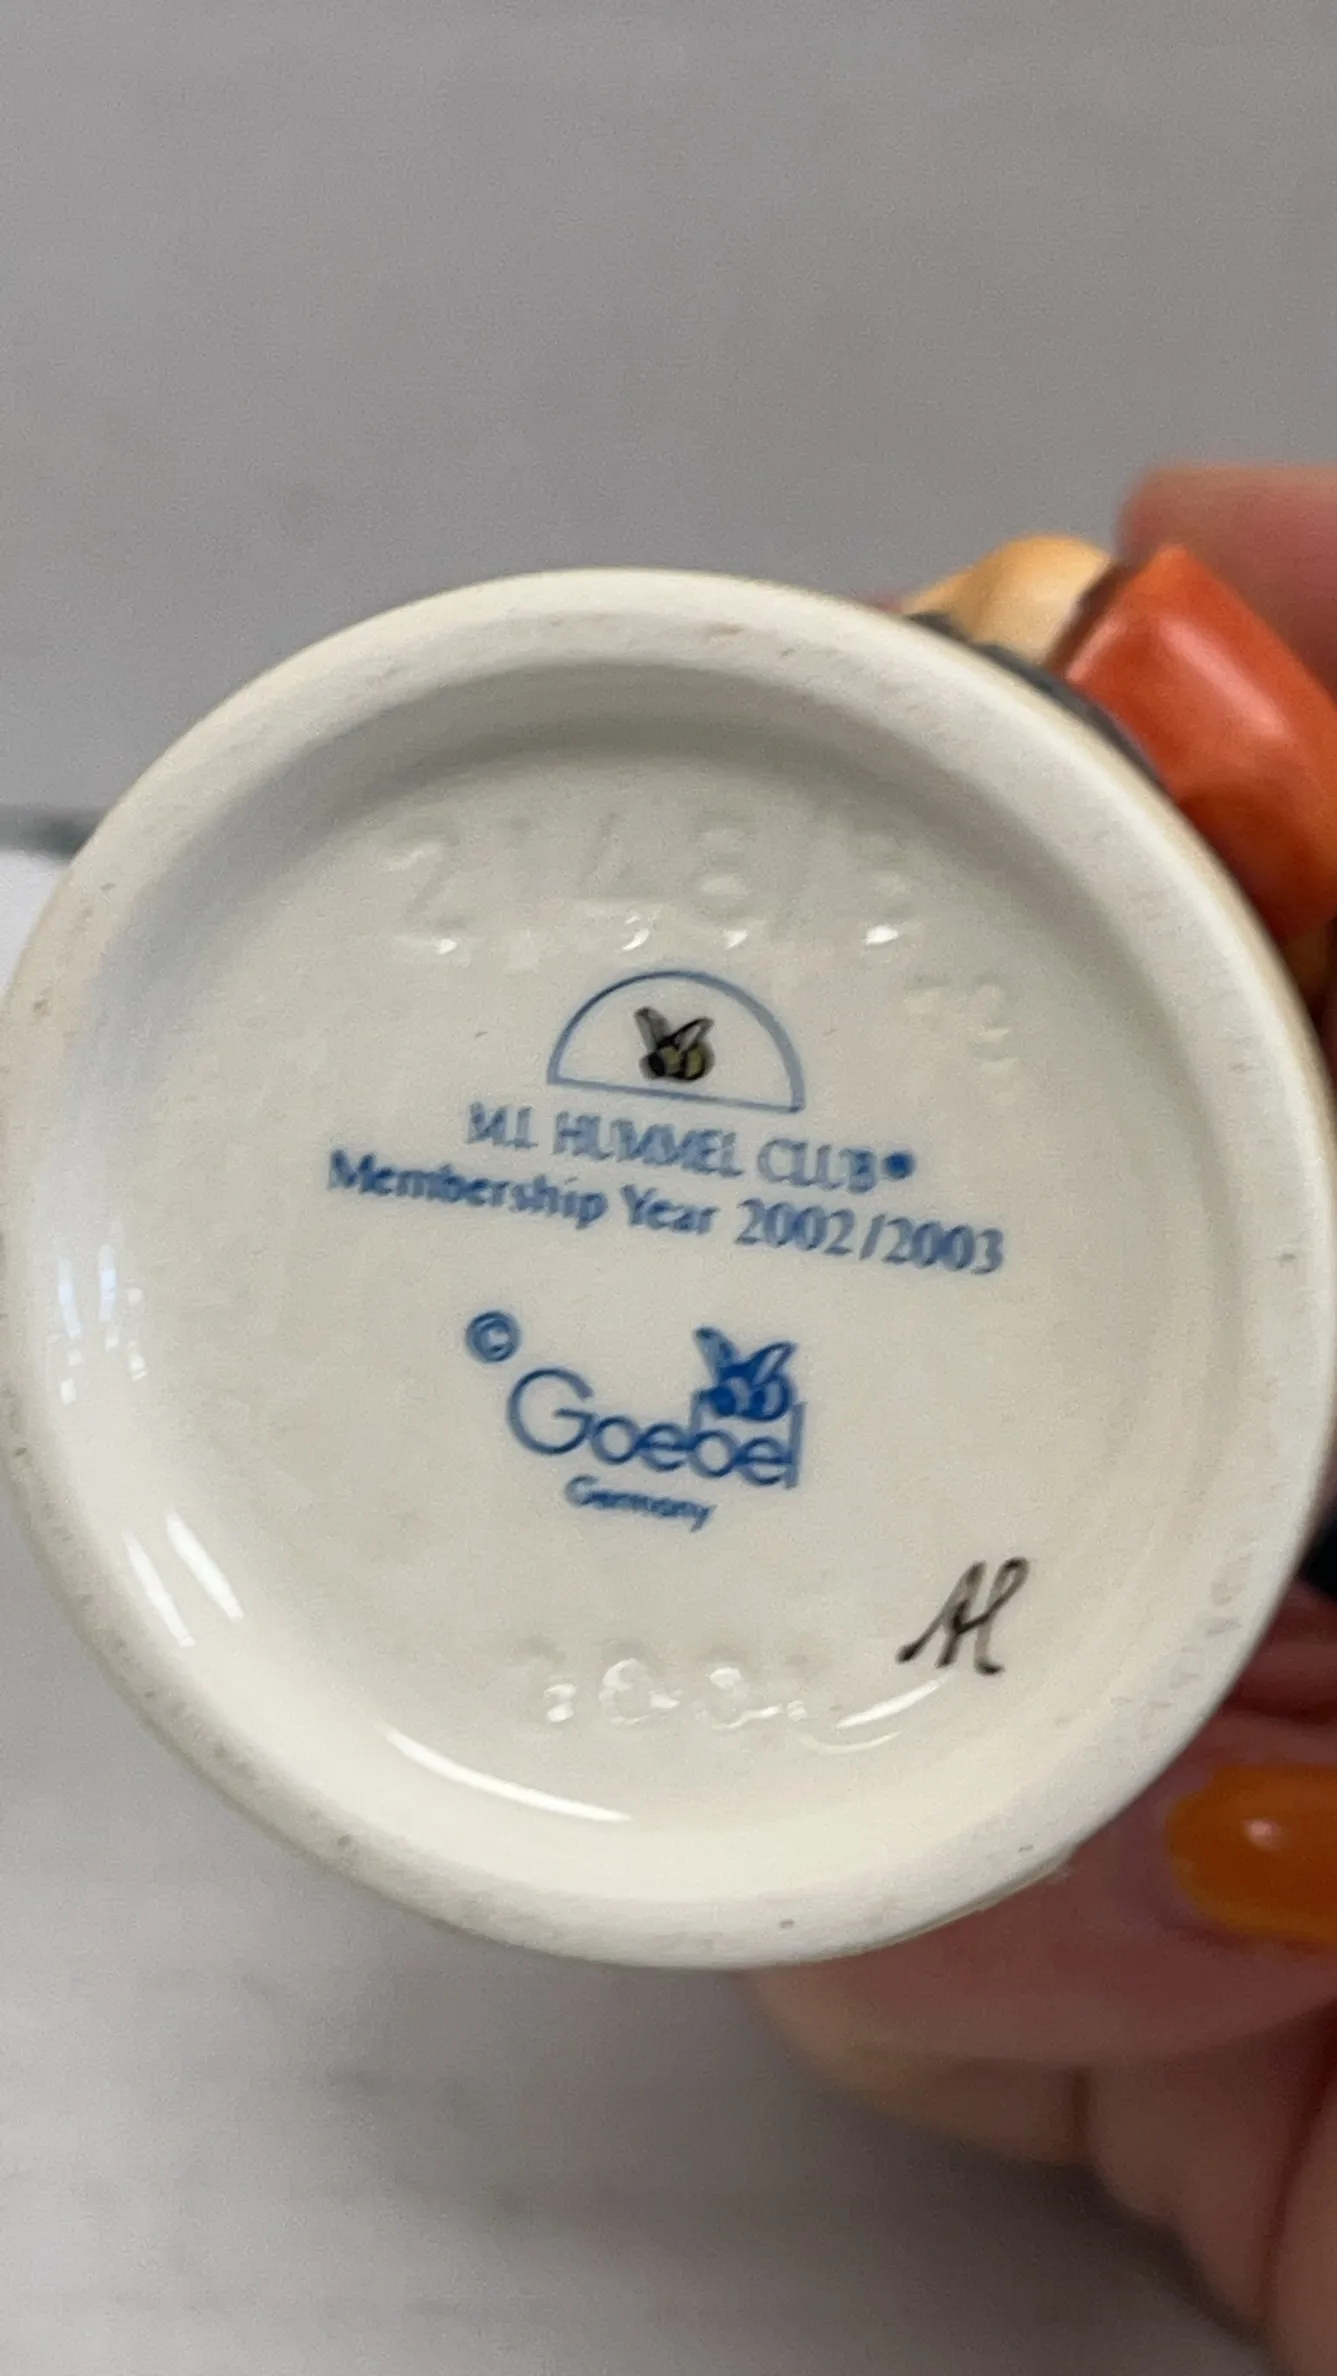 M.I. HUMMEL CLUB®
Membership Year 2002/2003
©
Goebel
Germany